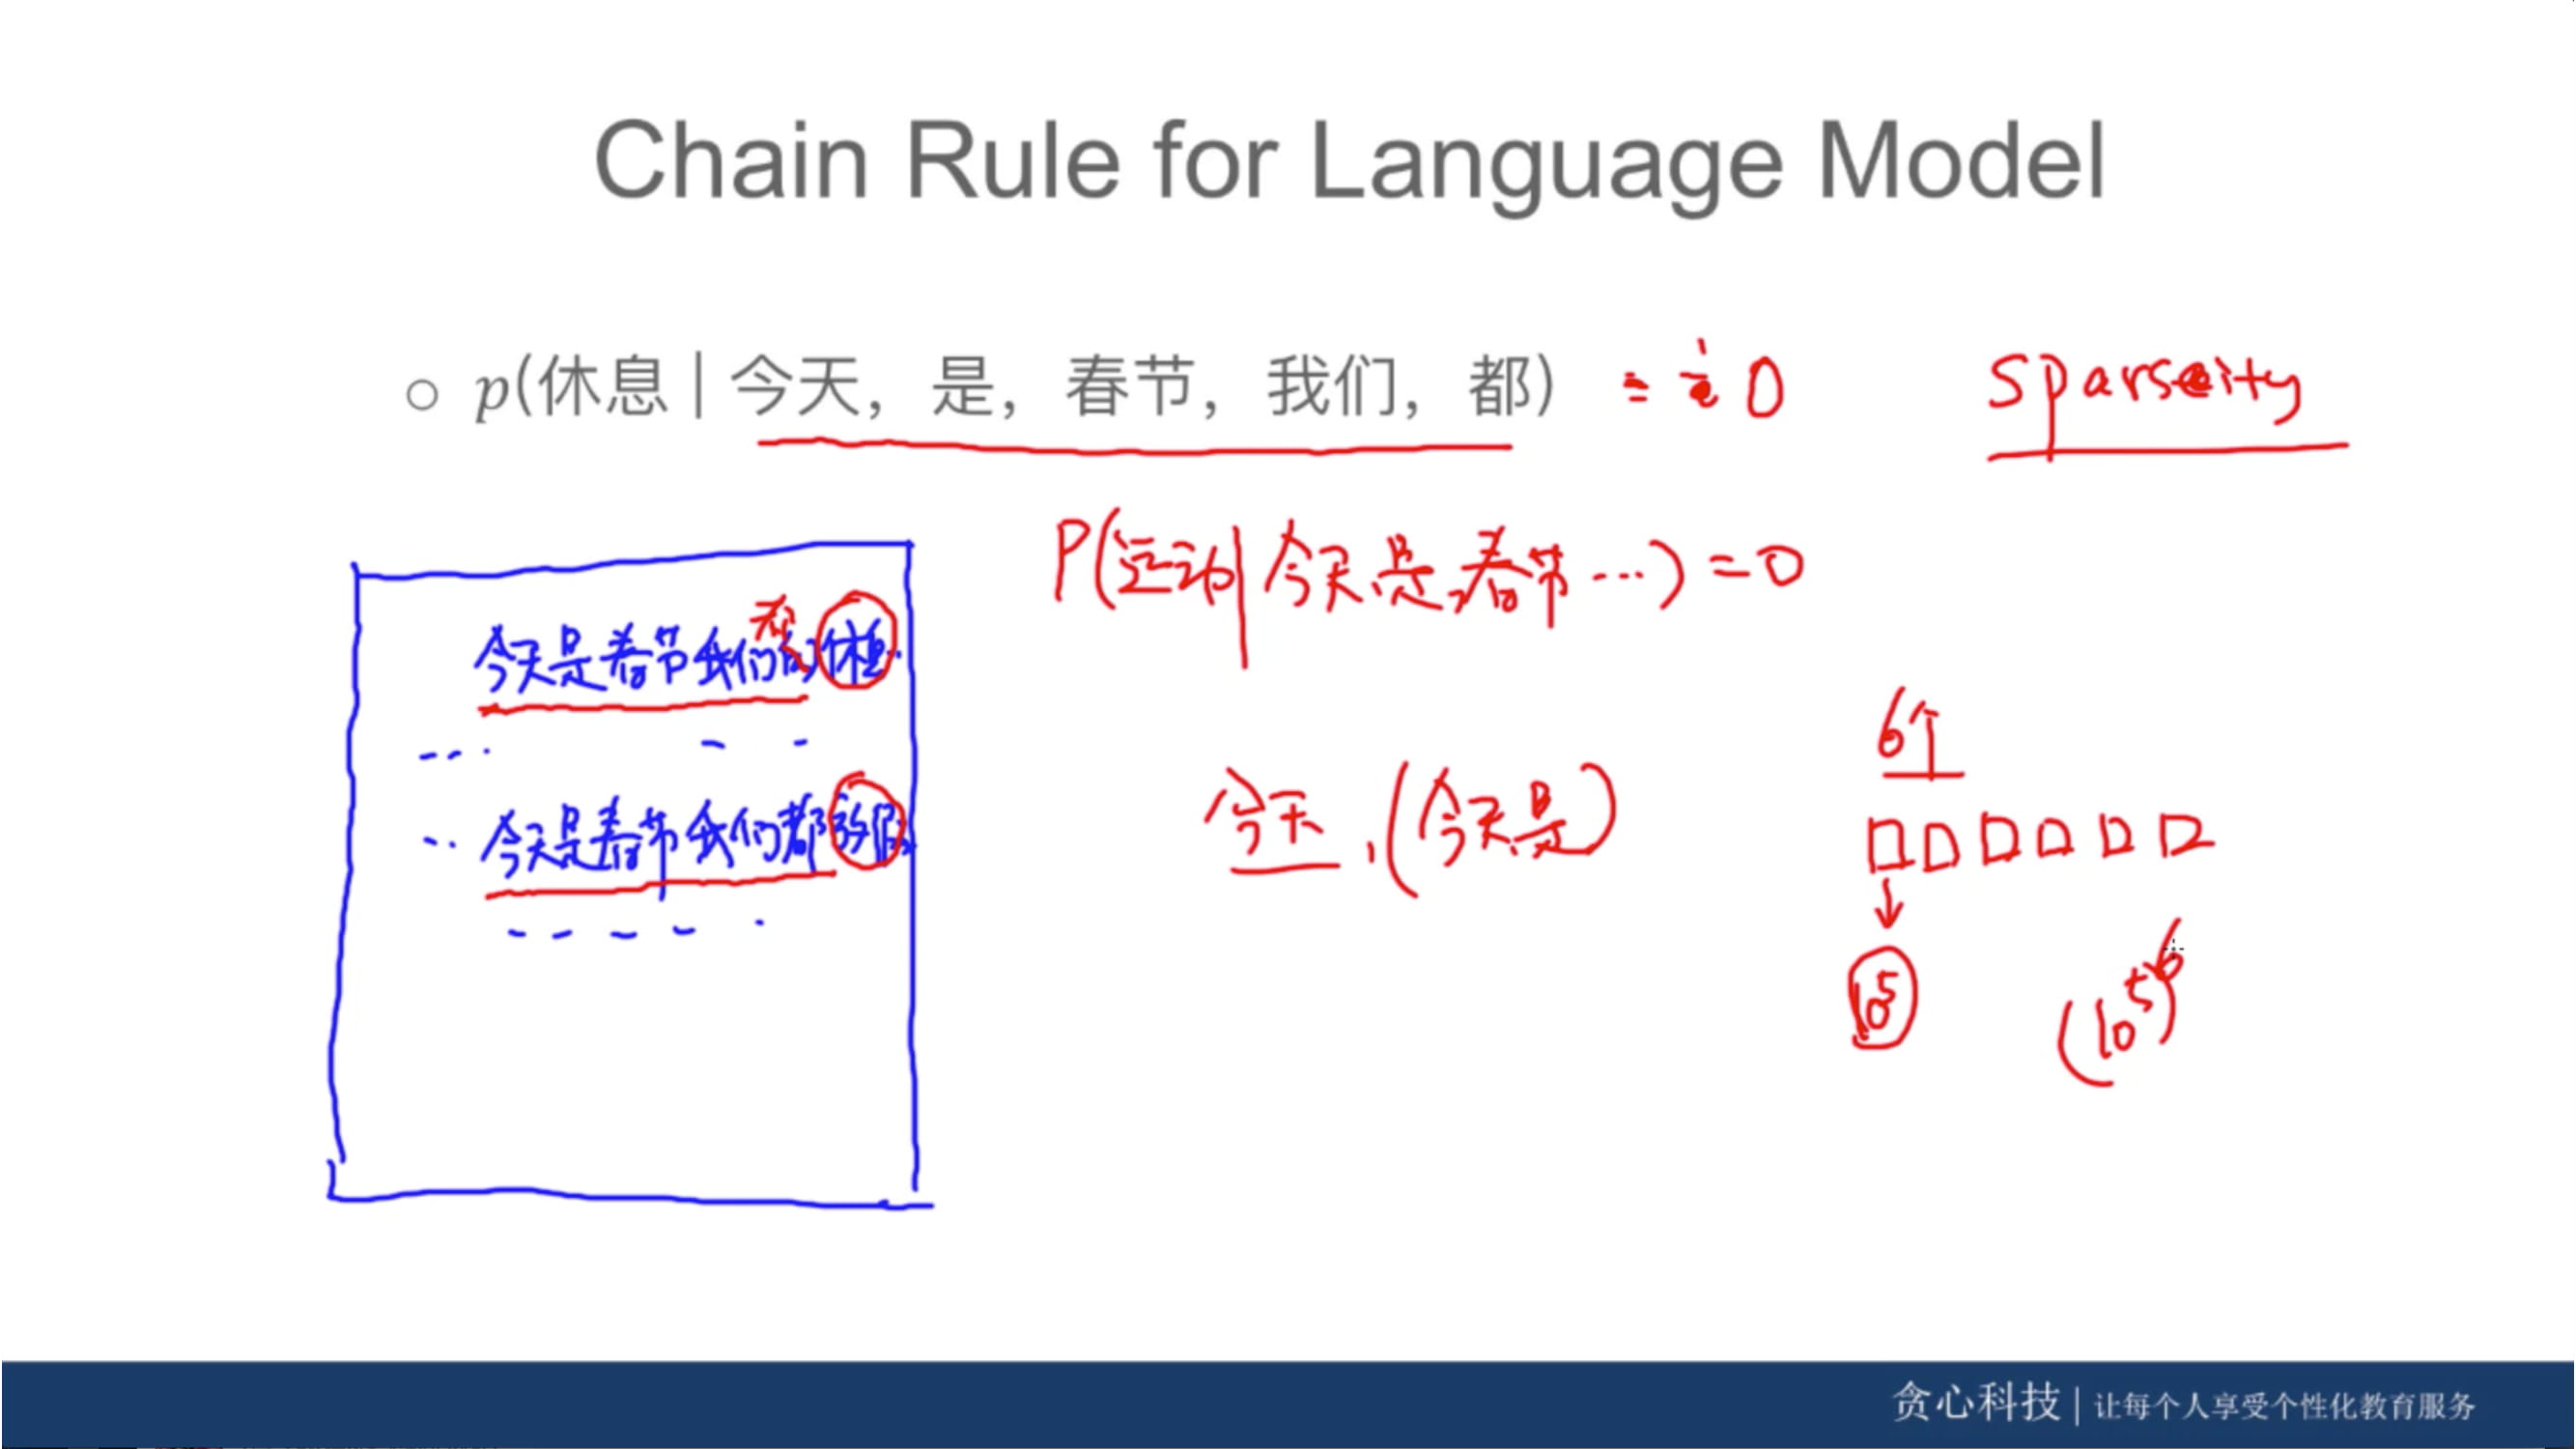 Chain Rule for Language Model
p(休息 | 今天，是，春节，我们，都) = 0
Sparsity
P(运动 | 今天,是,春节...) = 0
今天是春节我们都休息
今天是春节我们都放假
今天, (今天,是)
6个
10^5
(10^5)^6
贪心科技 | 让每个人享受个性化教育服务